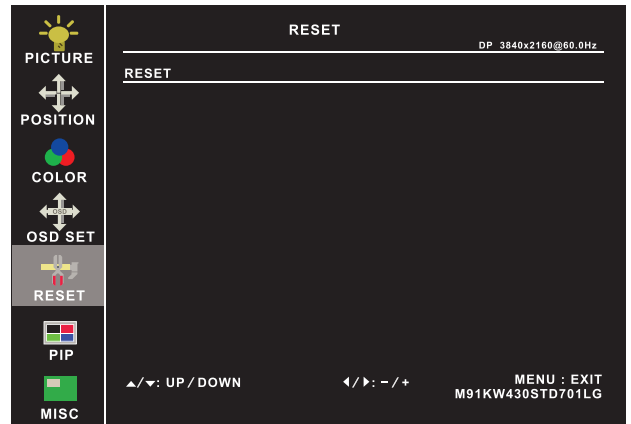 PICTURE
POSITION
COLOR
OSD
OSD SET
RESET
PIP
MISC
RESET
DP 3840x2160@60.0Hz
RESET
▲/▼: UP / DOWN
◀/▶: – / +
MENU : EXIT
M91KW430STD701LG